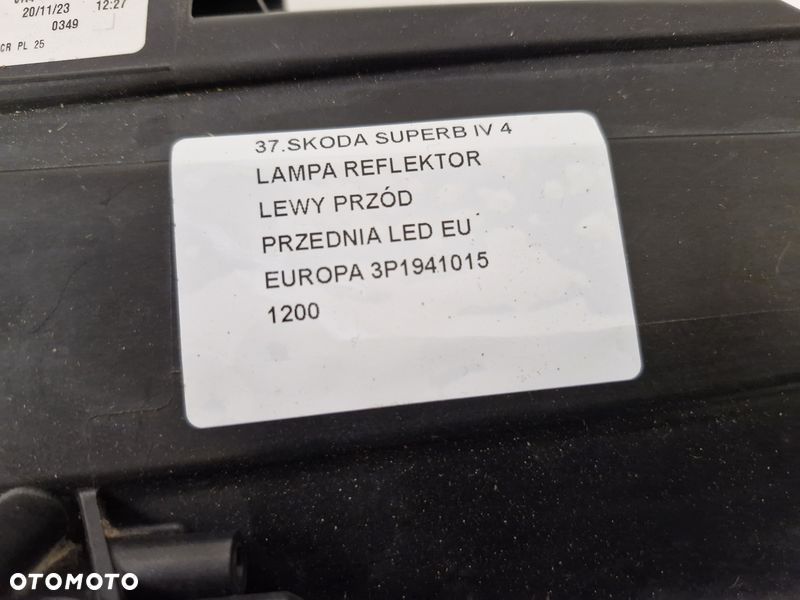 20/11/23 12:27
0349
CR PL 25
37.SKODA SUPERB IV 4
LAMPA REFLEKTOR
LEWY PRZÓD
PRZEDNIA LED EU
EUROPA 3P1941015
1200
OTOMOTO